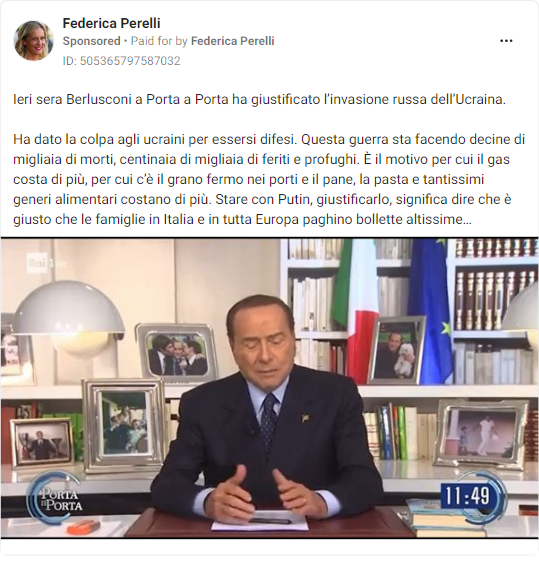 Federica Perelli
Sponsored • Paid for by Federica Perelli
ID: 505365797587032
Ieri sera Berlusconi a Porta a Porta ha giustificato l’invasione russa dell’Ucraina.
Ha dato la colpa agli ucraini per essersi difesi. Questa guerra sta facendo decine di
migliaia di morti, centinaia di migliaia di feriti e profughi. È il motivo per cui il gas
costa di più, per cui c’è il grano fermo nei porti e il pane, la pasta e tantissimi
generi alimentari costano di più. Stare con Putin, giustificarlo, significa dire che è
giusto che le famiglie in Italia e in tutta Europa paghino bollette altissime...
Rai 1
PORTA
A PORTA
11:49